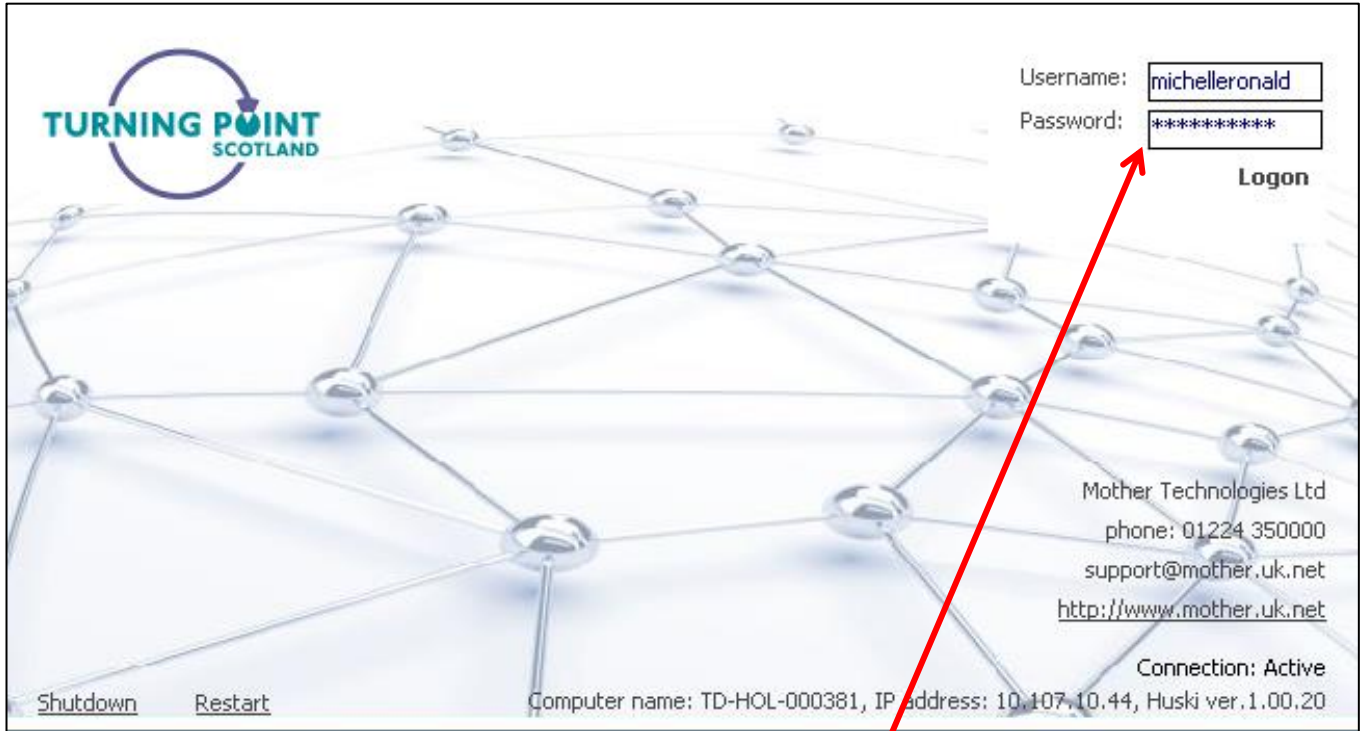 TURNING POINT
SCOTLAND
Username: michelleronald
Password: **********
Logon
Mother Technologies Ltd
phone: 01224 350000
support@mother.uk.net
http://www.mother.uk.net
Connection: Active
Shutdown Restart Computer name: TD-HOL-000381, IP address: 10.107.10.44, Huski ver.1.00.20